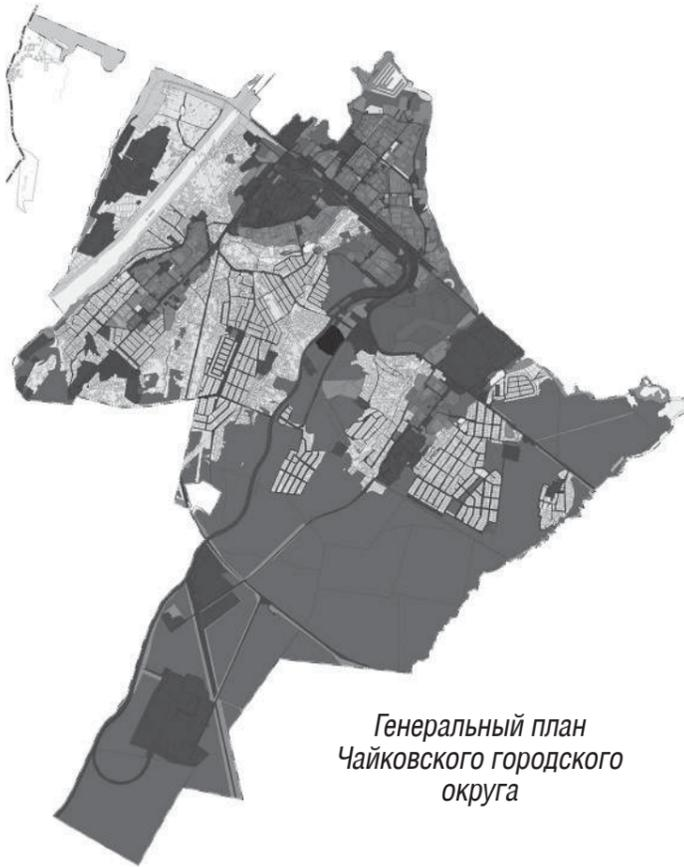 Генеральный план
Чайковского городского
округа